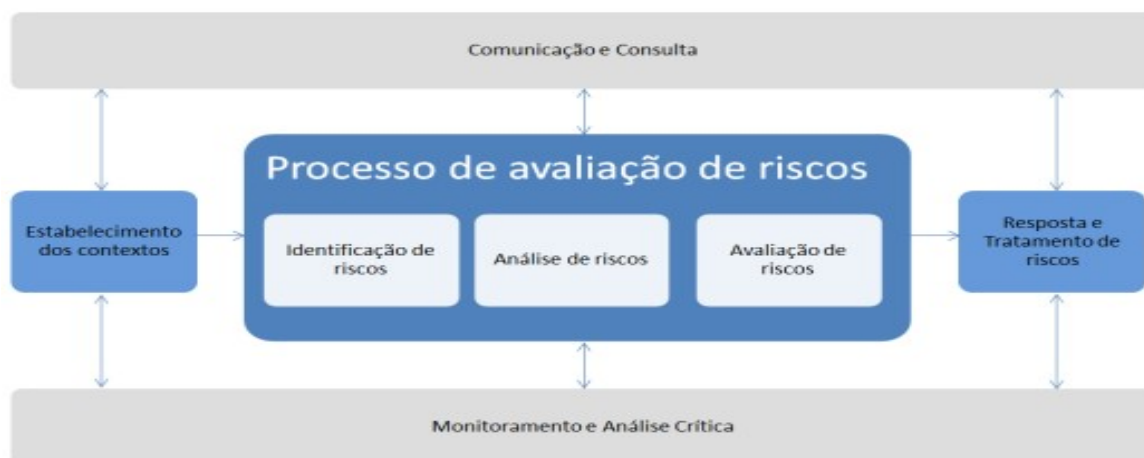 Comunicação e Consulta
Processo de avaliação de riscos
Estabelecimento
dos contextos
Identificação de
riscos
Análise de riscos
Avaliação de
riscos
Resposta e
Tratamento de
riscos
Monitoramento e Análise Crítica